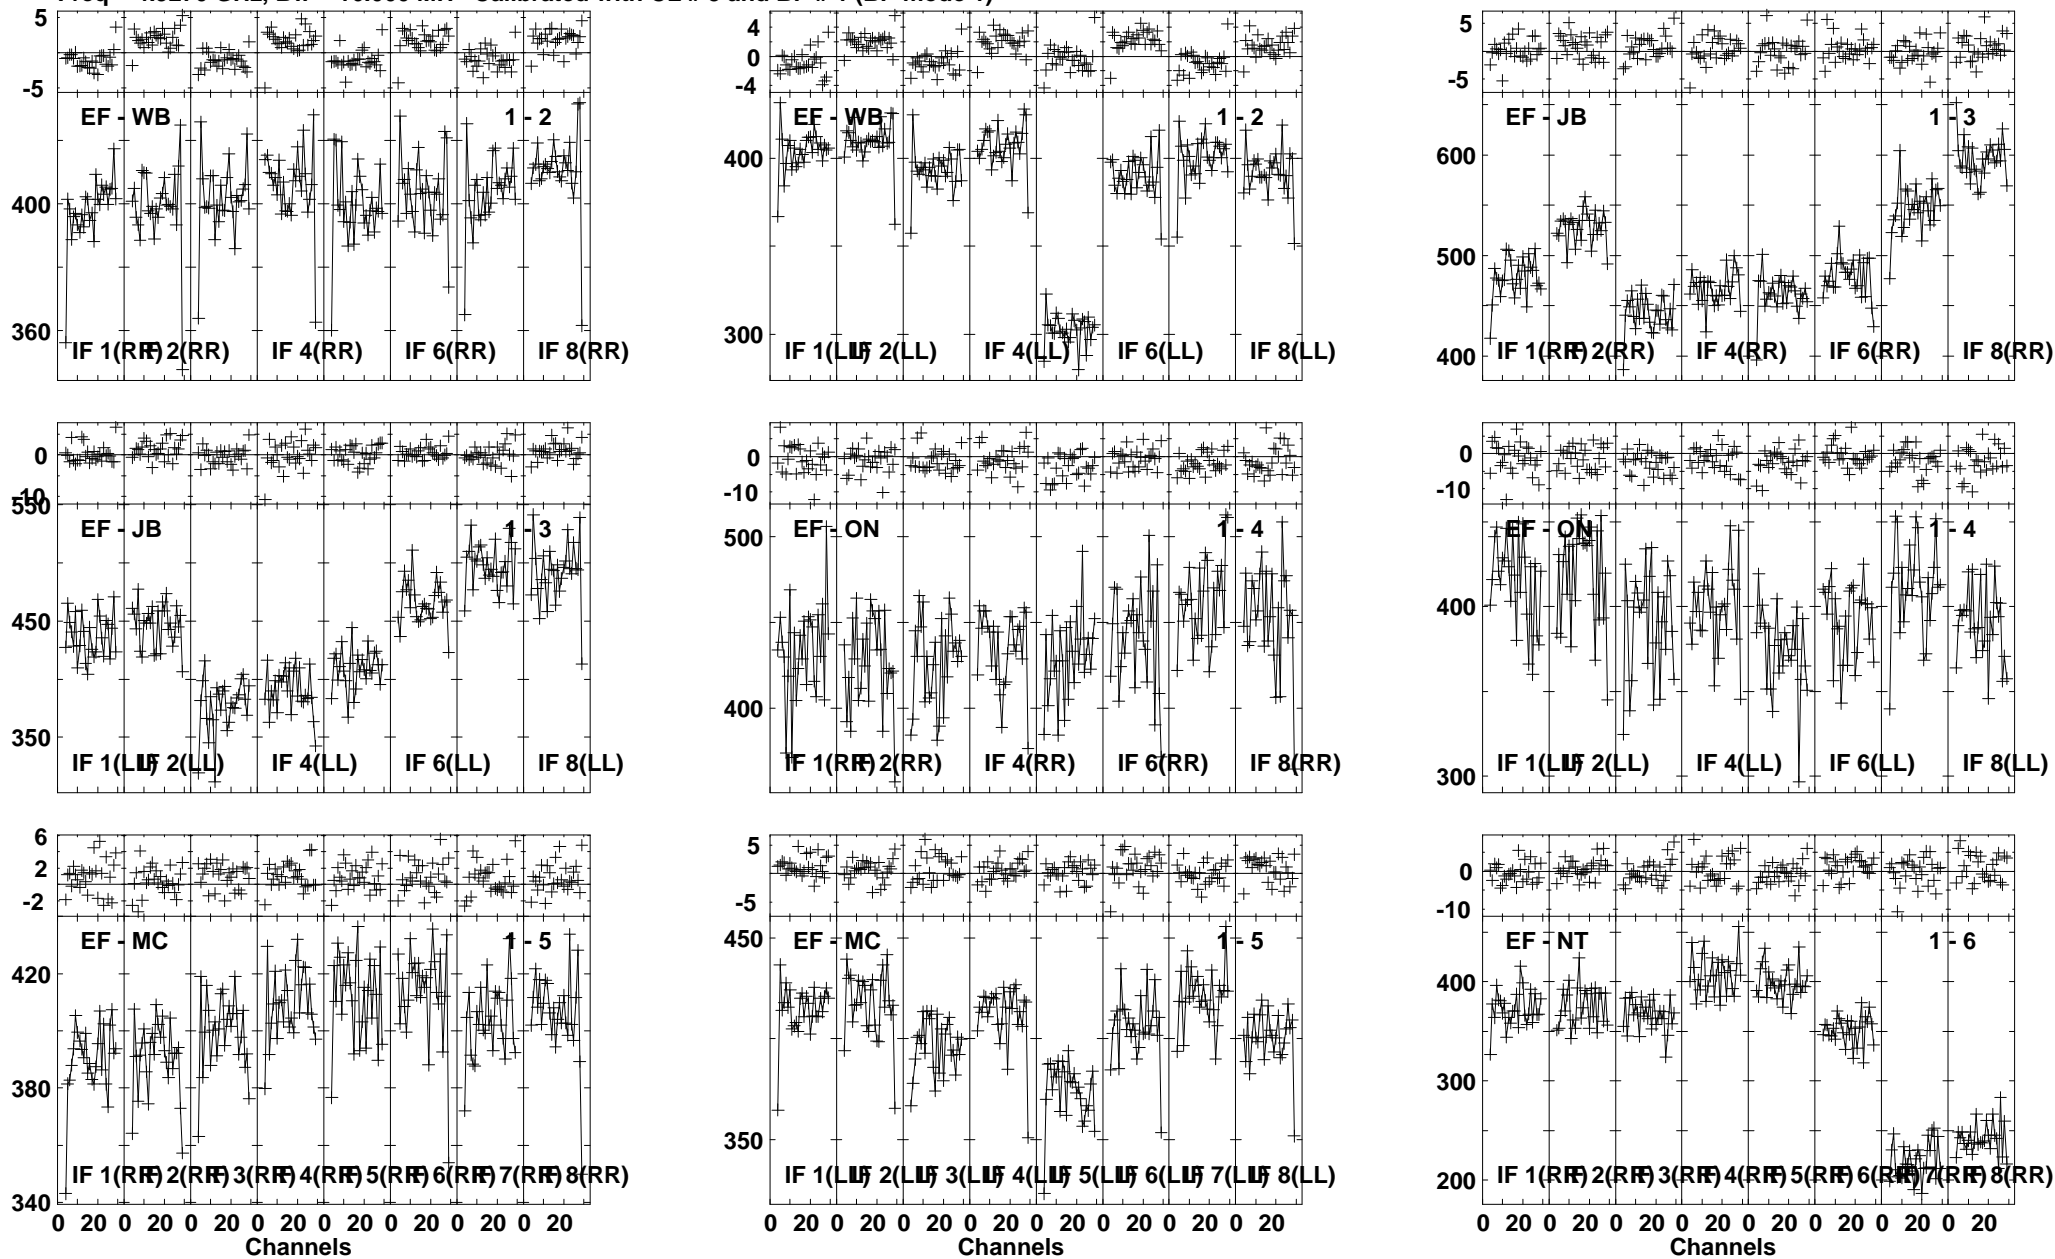 5
0
-5
EF - WB
1 - 2
400
360
IF 1(RR)
IF 2(RR)
IF 4(RR)
IF 6(RR)
IF 8(RR)
4
0
-4
EF - WB
1 - 2
400
300
IF 1(LL)
IF 2(LL)
IF 4(LL)
IF 6(LL)
IF 8(LL)
5
-5
EF - JB
1 - 3
600
500
400
IF 1(RR)
IF 2(RR)
IF 4(RR)
IF 6(RR)
IF 8(RR)
0
-10
550
EF - JB
1 - 3
450
350
IF 1(LL)
IF 2(LL)
IF 4(LL)
IF 6(LL)
IF 8(LL)
0
-10
EF - ON
1 - 4
500
400
IF 1(RR)
IF 2(RR)
IF 4(RR)
IF 6(RR)
IF 8(RR)
0
-10
EF - ON
1 - 4
400
300
IF 1(LL)
IF 2(LL)
IF 4(LL)
IF 6(LL)
IF 8(LL)
6
2
-2
EF - MC
1 - 5
420
380
340
IF 1(RR)
IF 2(RR)
IF 3(RR)
IF 4(RR)
IF 5(RR)
IF 6(RR)
IF 7(RR)
IF 8(RR)
0 20 0 20 0 20 0 20 0 20 0 20 0 20 0 20
Channels
5
-5
EF - MC
1 - 5
450
350
IF 1(LL)
IF 2(LL)
IF 3(LL)
IF 4(LL)
IF 5(LL)
IF 6(LL)
IF 7(LL)
IF 8(LL)
0 20 0 20 0 20 0 20 0 20 0 20 0 20 0 20
Channels
0
-10
EF - NT
1 - 6
400
300
200
IF 1(RR)
IF 2(RR)
IF 3(RR)
IF 4(RR)
IF 5(RR)
IF 6(RR)
IF 7(RR)
IF 8(RR)
0 20 0 20 0 20 0 20 0 20 0 20 0 20 0 20
Channels